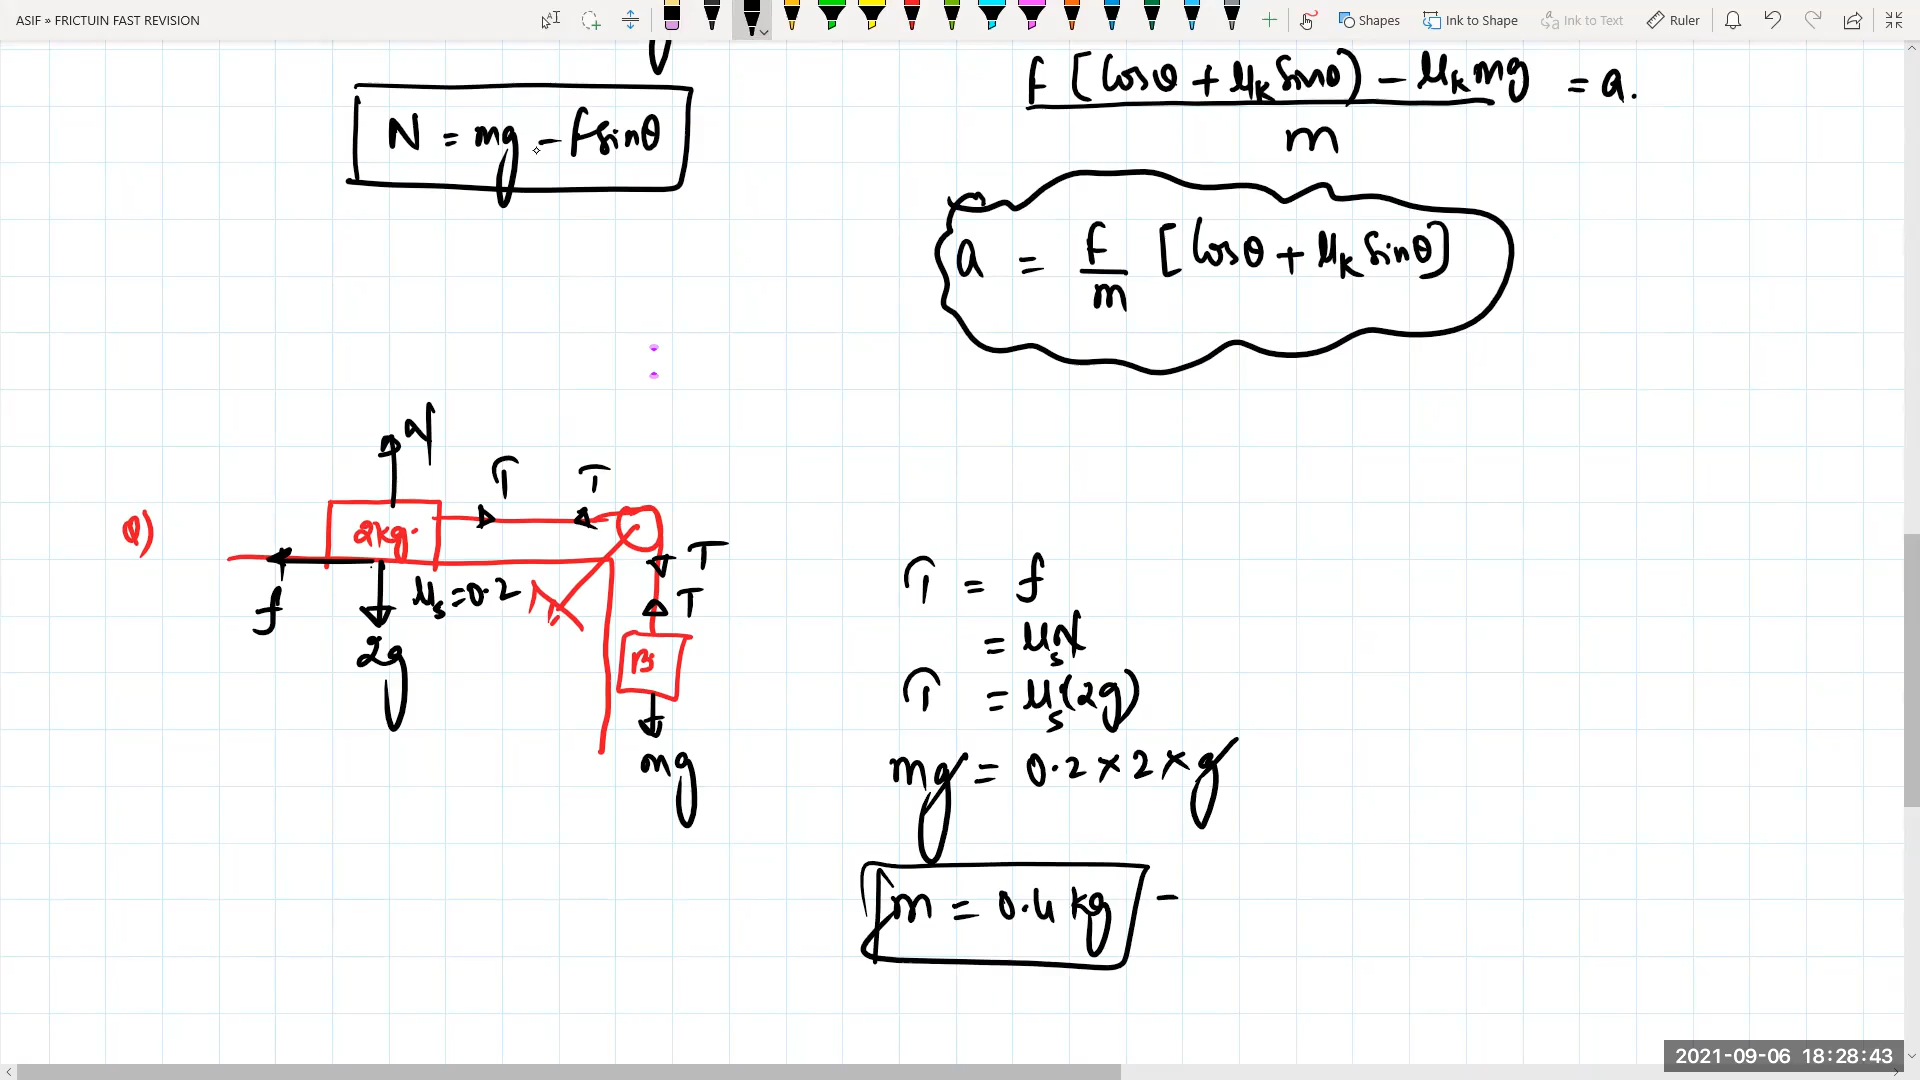 ASIF » FRICTUIN FAST REVISION
Shapes
Ink to Shape
Ink to Text
Ruler
N = mg - Fsinθ
F [Cosθ + μk Sinθ) - μk mg = a.
m
a = F/m [Cosθ + μk Sinθ]
N
T T
Q)
2kg
f
μs = 0.2
T
T
2g
B
mg
T = f
= μsN
T = μs(2g)
mg = 0.2 × 2 × g
m = 0.4 kg
2021-09-06 18:28:43